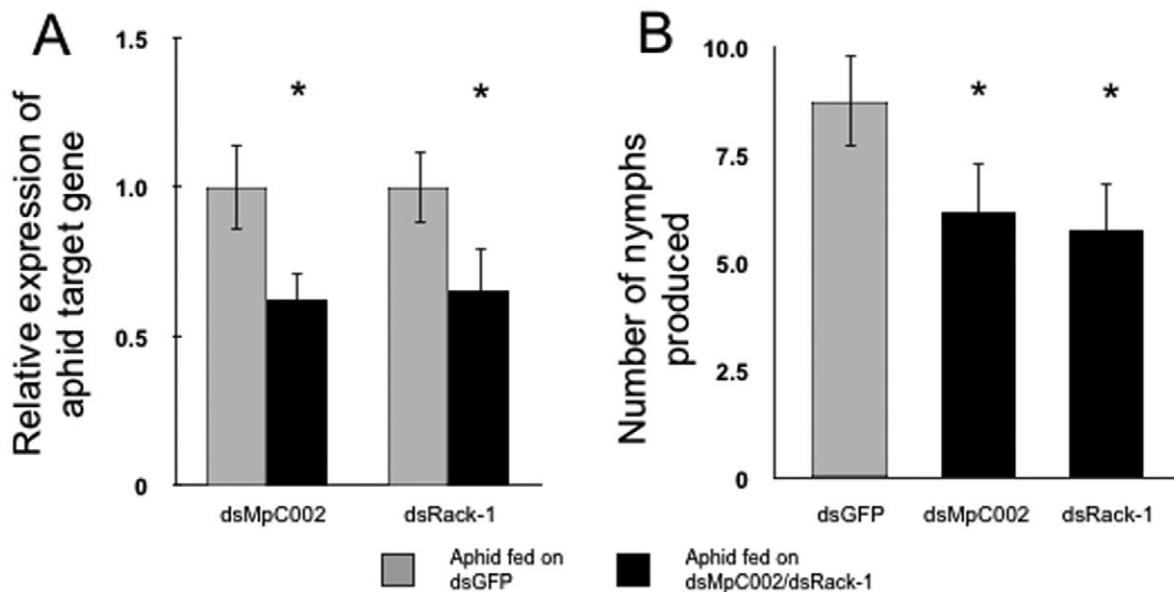 A
Relative expression of
aphid target gene
1.5
1.0
0.5
0
*
*
dsMpC002
dsRack-1
B
Number of nymphs
produced
10.0
7.5
5.0
2.5
0
*
*
dsGFP
dsMpC002
dsRack-1
Aphid fed on
dsGFP
Aphid fed on
dsMpC002/dsRack-1